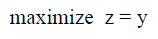 maximize z = y